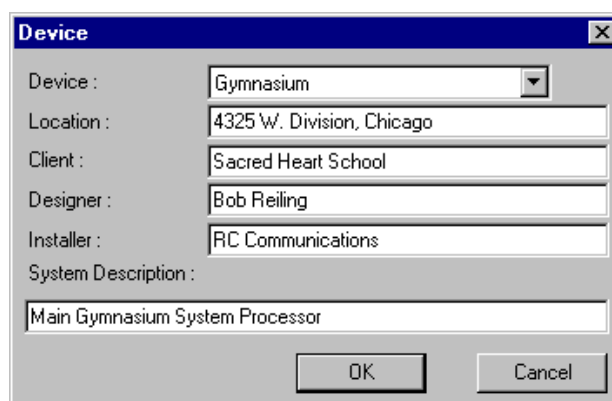 Device
Device : Gymnasium
Location : 4325 W. Division, Chicago
Client : Sacred Heart School
Designer : Bob Reiling
Installer : RC Communications
System Description :
Main Gymnasium System Processor
OK Cancel